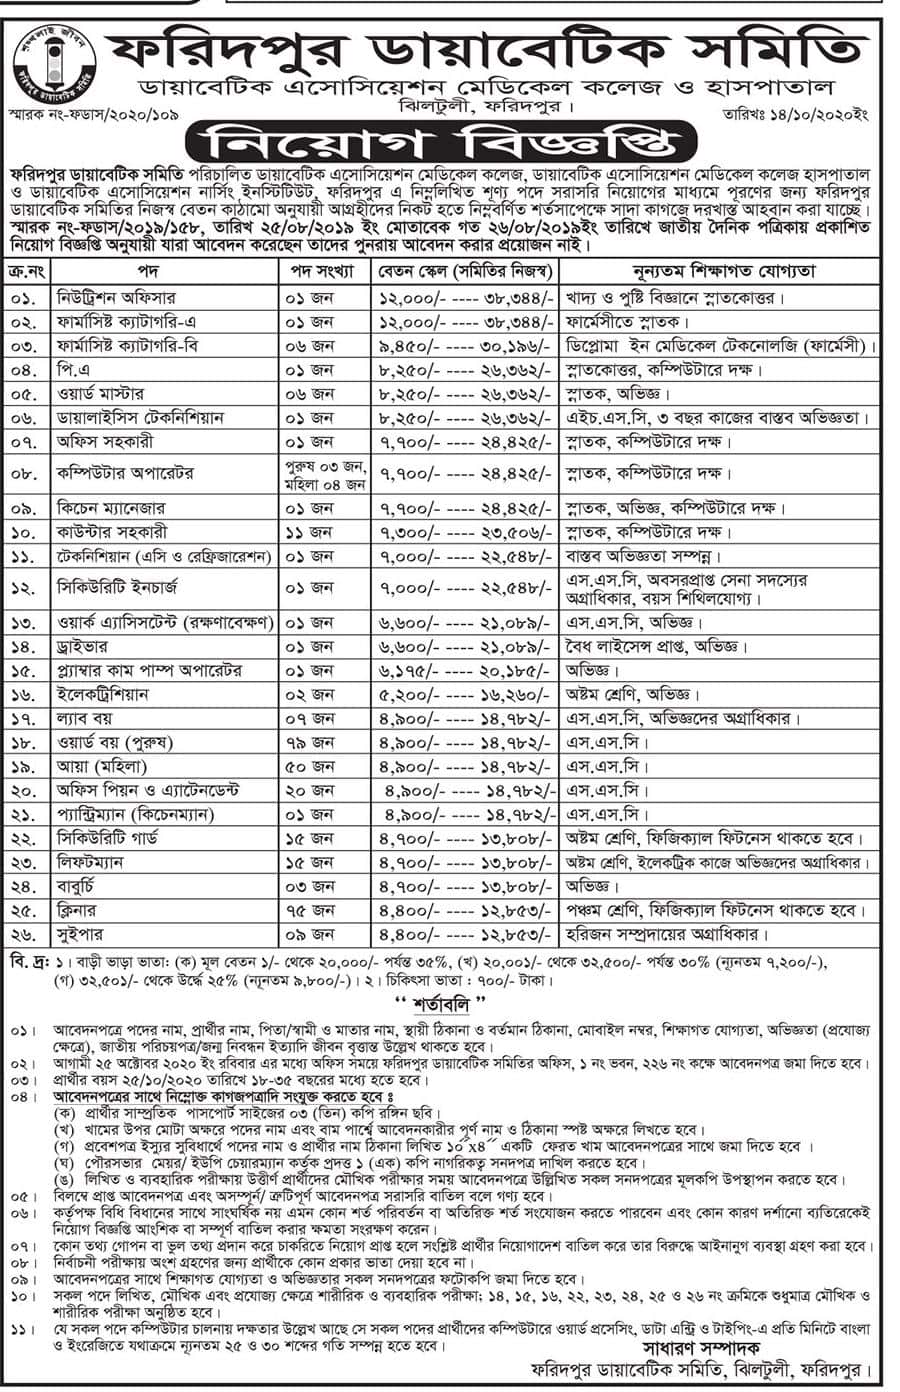 শৃঙ্খলাই জীবন
ফরিদপুর ডায়াবেটিক সমিতি
ফরিদপুর ডায়াবেটিক সমিতি
ডায়াবেটিক এসোসিয়েশন মেডিকেল কলেজ ও হাসপাতাল
ঝিলটুলী, ফরিদপুর।
স্মারক নং-ফডাস/২০২০/১০৯ তারিখঃ ১৪/১০/২০২০ইং
নিয়োগ বিজ্ঞপ্তি
ফরিদপুর ডায়াবেটিক সমিতি পরিচালিত ডায়াবেটিক এসোসিয়েশন মেডিকেল কলেজ, ডায়াবেটিক এসোসিয়েশন মেডিকেল কলেজ হাসপাতাল
ও ডায়াবেটিক এসোসিয়েশন নার্সিং ইনস্টিটিউট, ফরিদপুর এ নিম্নলিখিত শূণ্য পদে সরাসরি নিয়োগের মাধ্যমে পূরণের জন্য ফরিদপুর
ডায়াবেটিক সমিতির নিজস্ব বেতন কাঠামো অনুযায়ী আগ্রহীদের নিকট হতে নিম্নবর্ণিত শর্তসাপেক্ষে সাদা কাগজে দরখাস্ত আহবান করা যাচ্ছে।
স্মারক নং-ফডাস/২০১৯/১৫৮, তারিখ ২৫/০৮/২০১৯ ইং মোতাবেক গত ২৬/০৮/২০১৯ইং তারিখে জাতীয় দৈনিক পত্রিকায় প্রকাশিত
নিয়োগ বিজ্ঞপ্তি অনুযায়ী যারা আবেদন করেছেন তাদের পুনরায় আবেদন করার প্রয়োজন নাই।
ক্র.নং পদ পদ সংখ্যা বেতন স্কেল (সমিতির নিজস্ব) নূন্যতম শিক্ষাগত যোগ্যতা
০১. নিউট্রিশন অফিসার ০১ জন ১২,০০০/- ---- ৩৮,৩৪৪/- খাদ্য ও পুষ্টি বিজ্ঞানে স্নাতকোত্তর।
০২. ফার্মাসিষ্ট ক্যাটাগরি-এ ০১ জন ১২,০০০/- ---- ৩৮,৩৪৪/- ফার্মেসীতে স্নাতক।
০৩. ফার্মাসিষ্ট ক্যাটাগরি-বি ০৬ জন ৯,৪৫০/- ---- ৩০,১৯৬/- ডিপ্লোমা ইন মেডিকেল টেকনোলজি (ফার্মেসী)।
০৪. পি.এ ০১ জন ৮,২৫০/- ---- ২৬,৩৬২/- স্নাতকোত্তর, কম্পিউটারে দক্ষ।
০৫. ওয়ার্ড মাস্টার ০৬ জন ৮,২৫০/- ---- ২৬,৩৬২/- স্নাতক, অভিজ্ঞ।
০৬. ডায়ালাইসিস টেকনিশিয়ান ০১ জন ৮,২৫০/- ---- ২৬,৩৬২/- এইচ.এস.সি, ৩ বছর কাজের বাস্তব অভিজ্ঞতা।
০৭. অফিস সহকারী ০১ জন ৭,৭০০/- ---- ২৪,৪২৫/- স্নাতক, কম্পিউটারে দক্ষ।
০৮. কম্পিউটার অপারেটর পুরুষ ০৩ জন, ৭,৭০০/- ---- ২৪,৪২৫/- স্নাতক, কম্পিউটারে দক্ষ।
মহিলা ০৪ জন
০৯. কিচেন ম্যানেজার ০১ জন ৭,৭০০/- ---- ২৪,৪২৫/- স্নাতক, অভিজ্ঞ, কম্পিউটারে দক্ষ।
১০. কাউন্টার সহকারী ১১ জন ৭,৩০০/- ---- ২৩,৫০৬/- স্নাতক, কম্পিউটারে দক্ষ।
১১. টেকনিশিয়ান (এসি ও রেফ্রিজারেশন) ০১ জন ৭,০০০/- ---- ২২,৫৪৮/- বাস্তব অভিজ্ঞতা সম্পন্ন।
১২. সিকিউরিটি ইনচার্জ ০১ জন ৭,০০০/- ---- ২২,৫৪৮/- এস.এস.সি, অবসরপ্রাপ্ত সেনা সদস্যের
অগ্রাধিকার, বয়স শিথিলযোগ্য।
১৩. ওয়ার্ক এ্যাসিসটেন্ট (রক্ষণাবেক্ষণ) ০১ জন ৬,৬০০/- ---- ২১,০৮৯/- এস.এস.সি, অভিজ্ঞ।
১৪. ড্রাইভার ০১ জন ৬,৬০০/- ---- ২১,০৮৯/- বৈধ লাইসেন্স প্রাপ্ত, অভিজ্ঞ।
১৫. প্ল্যাম্বার কাম পাম্প অপারেটর ০১ জন ৬,১৭৫/- ---- ২০,১৮৫/- অভিজ্ঞ।
১৬. ইলেকট্রিশিয়ান ০২ জন ৫,২০০/- ---- ১৬,২৬০/- অষ্টম শ্রেণি, অভিজ্ঞ।
১৭. ল্যাব বয় ০৭ জন ৪,৯০০/- ---- ১৪,৭৮২/- এস.এস.সি, অভিজ্ঞদের অগ্রাধিকার।
১৮. ওয়ার্ড বয় (পুরুষ) ৭৯ জন ৪,৯০০/- ---- ১৪,৭৮২/- এস.এস.সি।
১৯. আয়া (মহিলা) ৫০ জন ৪,৯০০/- ---- ১৪,৭৮২/- এস.এস.সি।
২০. অফিস পিয়ন ও এ্যাটেনডেন্ট ২০ জন ৪,৯০০/- ---- ১৪,৭৮২/- এস.এস.সি।
২১. প্যান্ট্রিম্যান (কিচেনম্যান) ০১ জন ৪,৯০০/- ---- ১৪,৭৮২/- এস.এস.সি।
২২. সিকিউরিটি গার্ড ১৫ জন ৪,৭০০/- ---- ১৩,৮০৮/- অষ্টম শ্রেণি, ফিজিক্যাল ফিটনেস থাকতে হবে।
২৩. লিফটম্যান ১৫ জন ৪,৭০০/- ---- ১৩,৮০৮/- অষ্টম শ্রেণি, ইলেকট্রিক কাজে অভিজ্ঞদের অগ্রাধিকার।
২৪. বাবুর্চি ০৩ জন ৪,৭০০/- ---- ১৩,৮০৮/- অভিজ্ঞ।
২৫. ক্লিনার ৭৫ জন ৪,৪০০/- ---- ১২,৮৫৩/- পঞ্চম শ্রেণি, ফিজিক্যাল ফিটনেস থাকতে হবে।
২৬. সুইপার ০৯ জন ৪,৪০০/- ---- ১২,৮৫৩/- হরিজন সম্প্রদায়ের অগ্রাধিকার।
বি. দ্র: ১। বাড়ী ভাড়া ভাতা: (ক) মূল বেতন ১/- থেকে ২০,০০০/- পর্যন্ত ৩৫%, (খ) ২০,০০১/- থেকে ৩২,৫০০/- পর্যন্ত ৩০% (ন্যূনতম ৭,২০০/-),
(গ) ৩২,৫০১/- থেকে উর্দ্ধে ২৫% (ন্যূনতম ৯,৮০০/-)। ২। চিকিৎসা ভাতা : ৭০০/- টাকা।
“ শর্তাবলি ”
০১। আবেদনপত্রে পদের নাম, প্রার্থীর নাম, পিতা/স্বামী ও মাতার নাম, স্থায়ী ঠিকানা ও বর্তমান ঠিকানা, মোবাইল নম্বর, শিক্ষাগত যোগ্যতা, অভিজ্ঞতা (প্রযোজ্য
ক্ষেত্রে), জাতীয় পরিচয়পত্র/জন্ম নিবন্ধন ইত্যাদি জীবন বৃত্তান্ত উল্লেখ থাকতে হবে।
০২। আগামী ২৫ অক্টোবর ২০২০ ইং রবিবার এর মধ্যে অফিস সময়ে ফরিদপুর ডায়াবেটিক সমিতির অফিস, ১ নং ভবন, ২২৬ নং কক্ষে আবেদনপত্র জমা দিতে হবে।
০৩। প্রার্থীর বয়স ২৫/১০/২০২০ তারিখে ১৮-৩৫ বছরের মধ্যে হতে হবে।
০৪। আবেদনপত্রের সাথে নিম্নোক্ত কাগজপত্রাদি সংযুক্ত করতে হবে ঃ
(ক) প্রার্থীর সাম্প্রতিক পাসপোর্ট সাইজের ০৩ (তিন) কপি রঙ্গিন ছবি।
(খ) খামের উপর মোটা অক্ষরে পদের নাম এবং বাম পার্শ্বে আবেদনকারীর পূর্ণ নাম ও ঠিকানা স্পষ্ট অক্ষরে লিখতে হবে।
(গ) প্রবেশপত্র ইস্যুর সুবিধার্থে পদের নাম ও প্রার্থীর নাম ঠিকানা লিখিত ১০˝x৪˝ একটি ফেরত খাম আবেদনপত্রের সাথে জমা দিতে হবে ।
(ঘ) পৌরসভার মেয়র/ ইউপি চেয়ারম্যান কর্তৃক প্রদত্ত ১ (এক) কপি নাগরিকত্ব সনদপত্র দাখিল করতে হবে।
(ঙ) লিখিত ও ব্যবহারিক পরীক্ষায় উত্তীর্ণ প্রার্থীদের মৌখিক পরীক্ষার সময় আবেদনপত্রে উল্লিখিত সকল সনদপত্রের মূলকপি উপস্থাপন করতে হবে।
০৫। বিলম্বে প্রাপ্ত আবেদনপত্র এবং অসম্পূর্ন/ ত্রুটিপূর্ণ আবেদনপত্র সরাসরি বাতিল বলে গণ্য হবে।
০৬। কর্তৃপক্ষ বিধি বিধানের সাথে সাংঘর্ষিক নয় এমন কোন শর্ত পরিবর্তন বা অতিরিক্ত শর্ত সংযোজন করতে পারবেন এবং কোন কারণ দর্শানো ব্যতিরেকেই
নিয়োগ বিজ্ঞপ্তি আংশিক বা সম্পূর্ণ বাতিল করার ক্ষমতা সংরক্ষণ করেন।
০৭। কোন তথ্য গোপন বা ভুল তথ্য প্রদান করে চাকরিতে নিয়োগ প্রাপ্ত হলে সংশ্লিষ্ট প্রার্থীর নিয়োগাদেশ বাতিল করে তার বিরুদ্ধে আইনানুগ ব্যবস্থা গ্রহণ করা হবে।
০৮। নির্বাচনী পরীক্ষায় অংশ গ্রহণের জন্য প্রার্থীকে কোন প্রকার ভাতা দেয়া হবে না।
০৯। আবেদনপত্রের সাথে শিক্ষাগত যোগ্যতা ও অভিজ্ঞতার সকল সনদপত্রের ফটোকপি জমা দিতে হবে।
১০। সকল পদে লিখিত, মৌখিক এবং প্রযোজ্য ক্ষেত্রে শারীরিক ও ব্যবহারিক পরীক্ষা; ১৪, ১৫, ১৬, ২২, ২৩, ২৪, ২৫ ও ২৬ নং ক্রমিকে শুধুমাত্র মৌখিক ও
শারীরিক পরীক্ষা অনুষ্ঠিত হবে।
১১। যে সকল পদে কম্পিউটার চালনায় দক্ষতার উল্লেখ আছে সে সকল পদের প্রার্থীদের কম্পিউটারে ওয়ার্ড প্রসেসিং, ডাটা এন্ট্রি ও টাইপিং-এ প্রতি মিনিটে বাংলা
ও ইংরেজিতে যথাক্রমে ন্যূনতম ২৫ ও ৩০ শব্দের গতি সম্পন্ন হতে হবে।
সাধারণ সম্পাদক
ফরিদপুর ডায়াবেটিক সমিতি, ঝিলটুলী, ফরিদপুর।